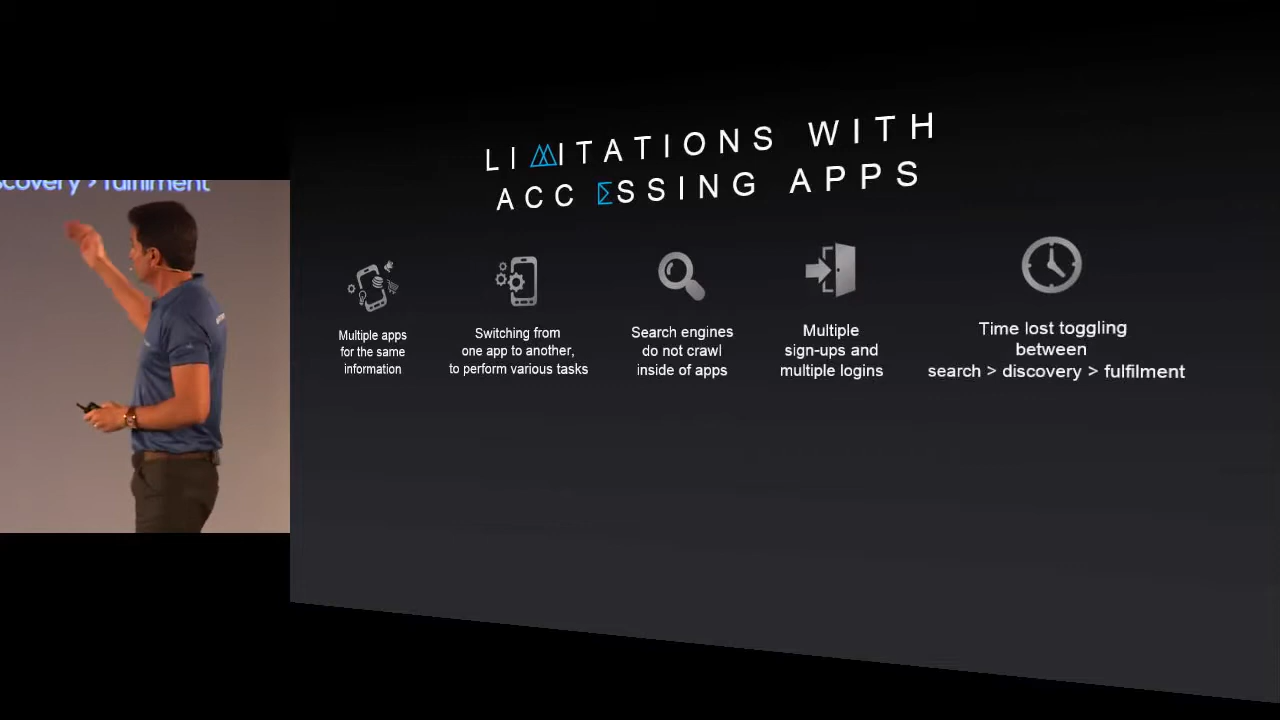 scovery > fulfilment
LIMITATIONS WITH
ACCESSING APPS
Multiple apps
for the same
information
Switching from
one app to another,
to perform various tasks
Search engines
do not crawl
inside of apps
Multiple
sign-ups and
multiple logins
Time lost toggling
between
search > discovery > fulfilment